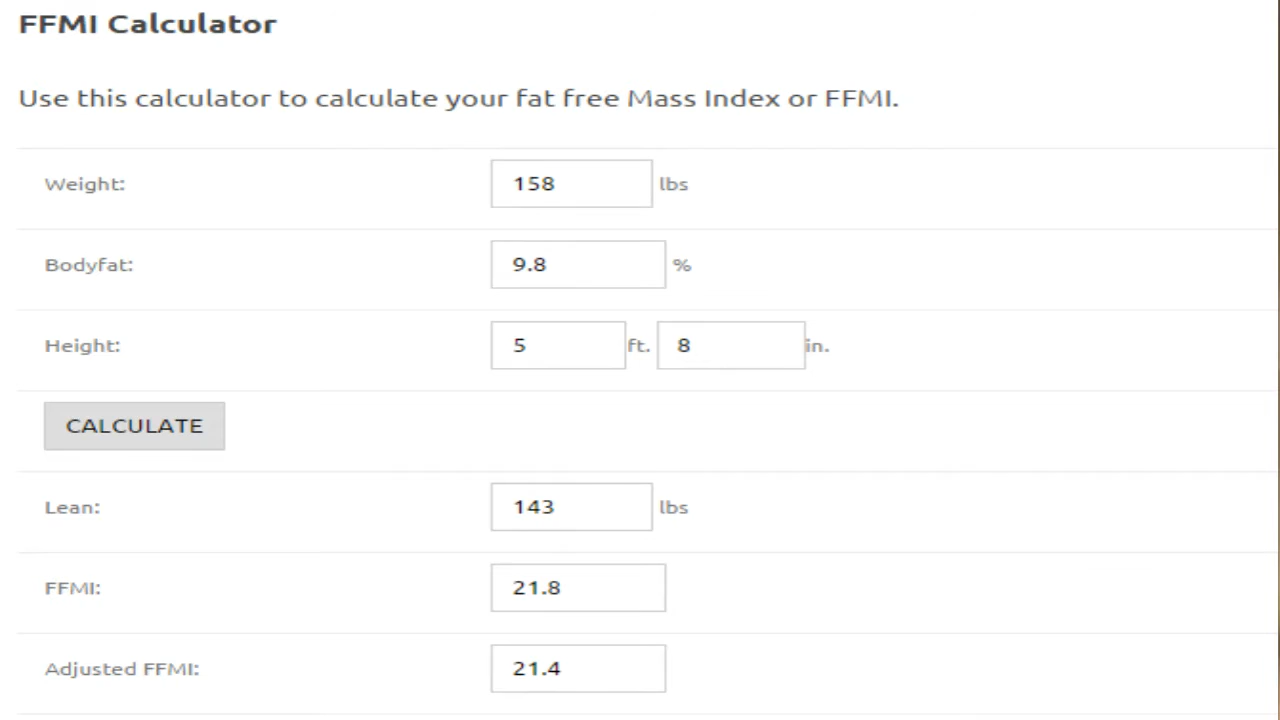 FFMI Calculator
Use this calculator to calculate your fat free Mass Index or FFMI.
Weight: 158 lbs
Bodyfat: 9.8 %
Height: 5 ft. 8 in.
CALCULATE
Lean: 143 lbs
FFMI: 21.8
Adjusted FFMI: 21.4